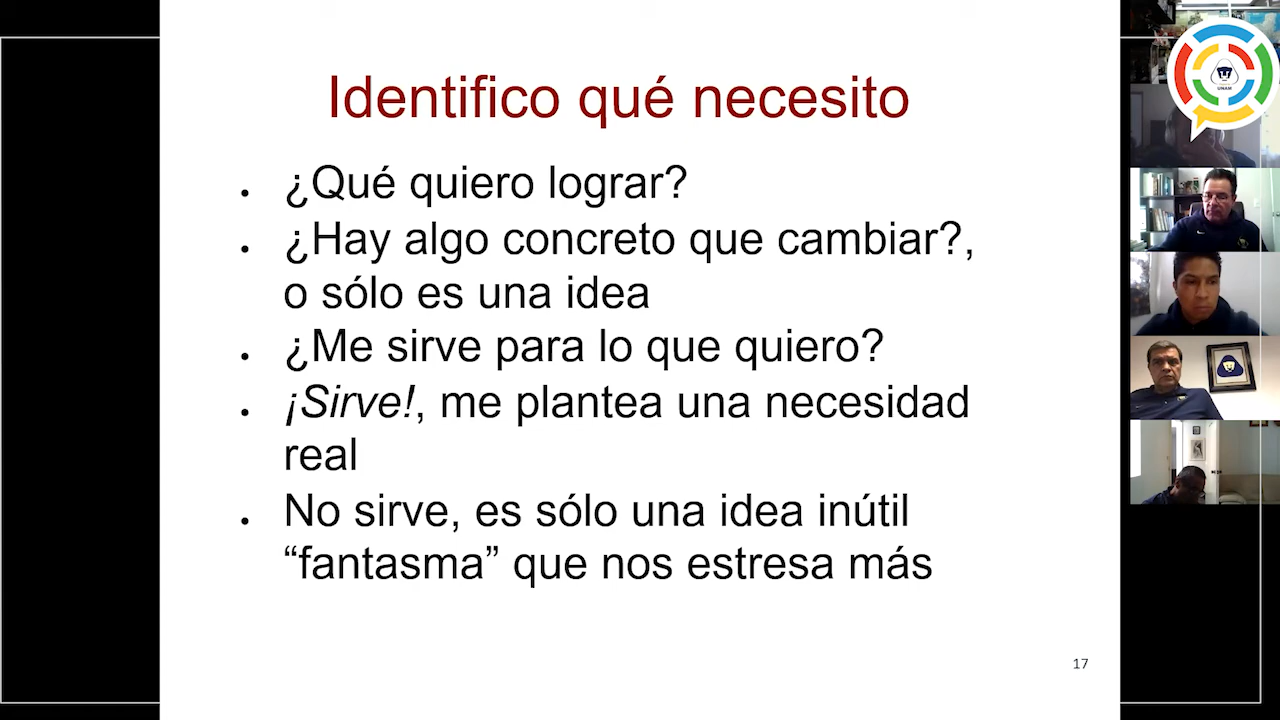 Identifico qué necesito
• ¿Qué quiero lograr?
• ¿Hay algo concreto que cambiar?,
o sólo es una idea
• ¿Me sirve para lo que quiero?
• ¡Sirve!, me plantea una necesidad
real
• No sirve, es sólo una idea inútil
“fantasma” que nos estresa más
17
UNAM